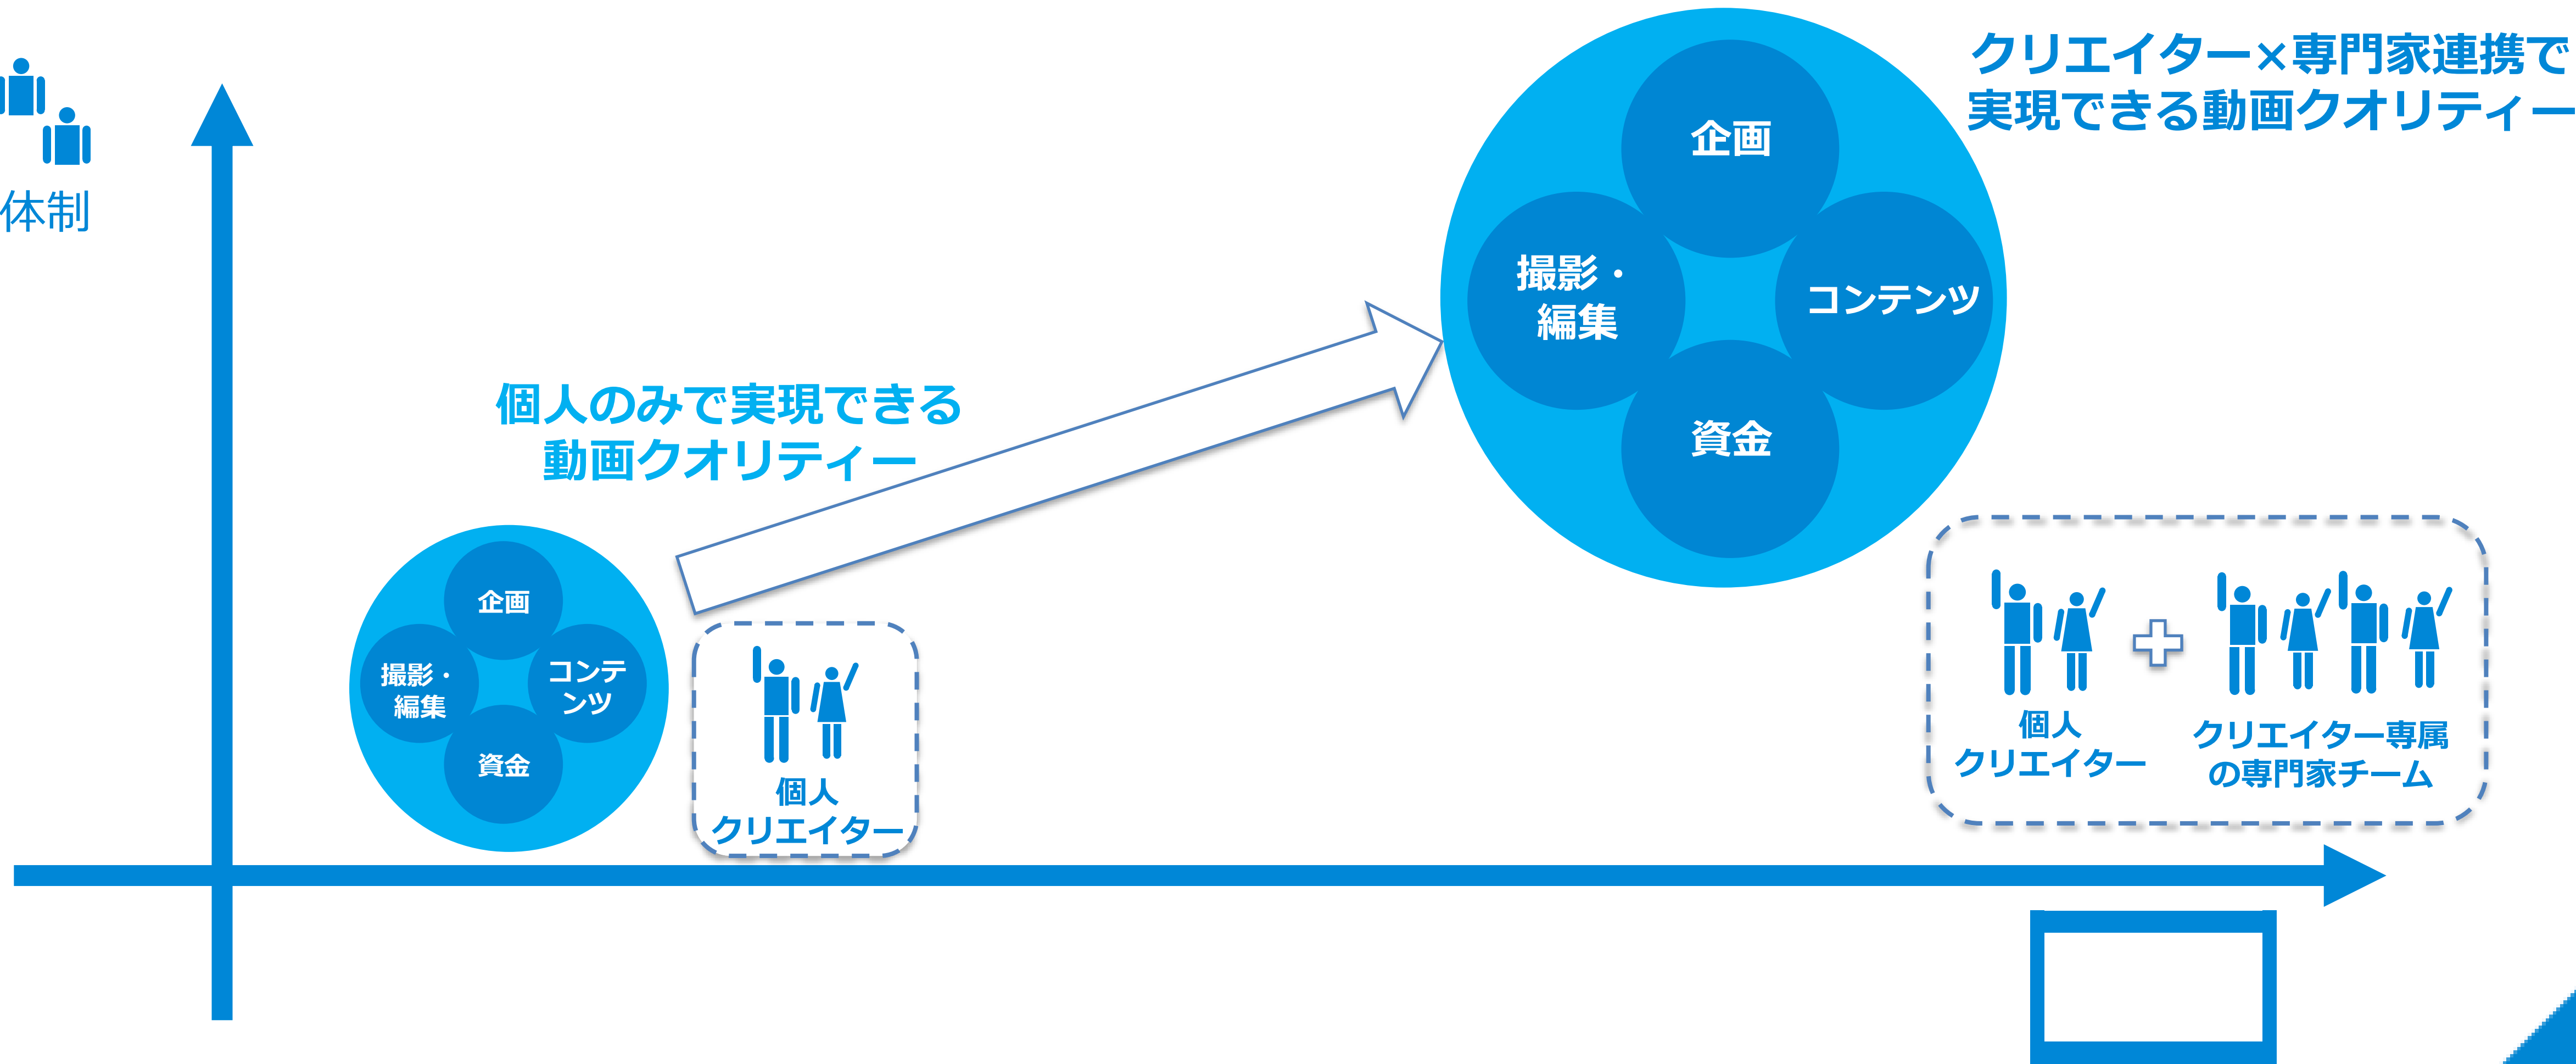 体制
クリエイター×専門家連携で
実現できる動画クオリティー
企画
撮影・
編集
コンテンツ
資金
個人のみで実現できる
動画クオリティー
企画
撮影・
編集
コンテ
ンツ
資金
個人
クリエイター
個人
クリエイター
クリエイター専属
の専門家チーム